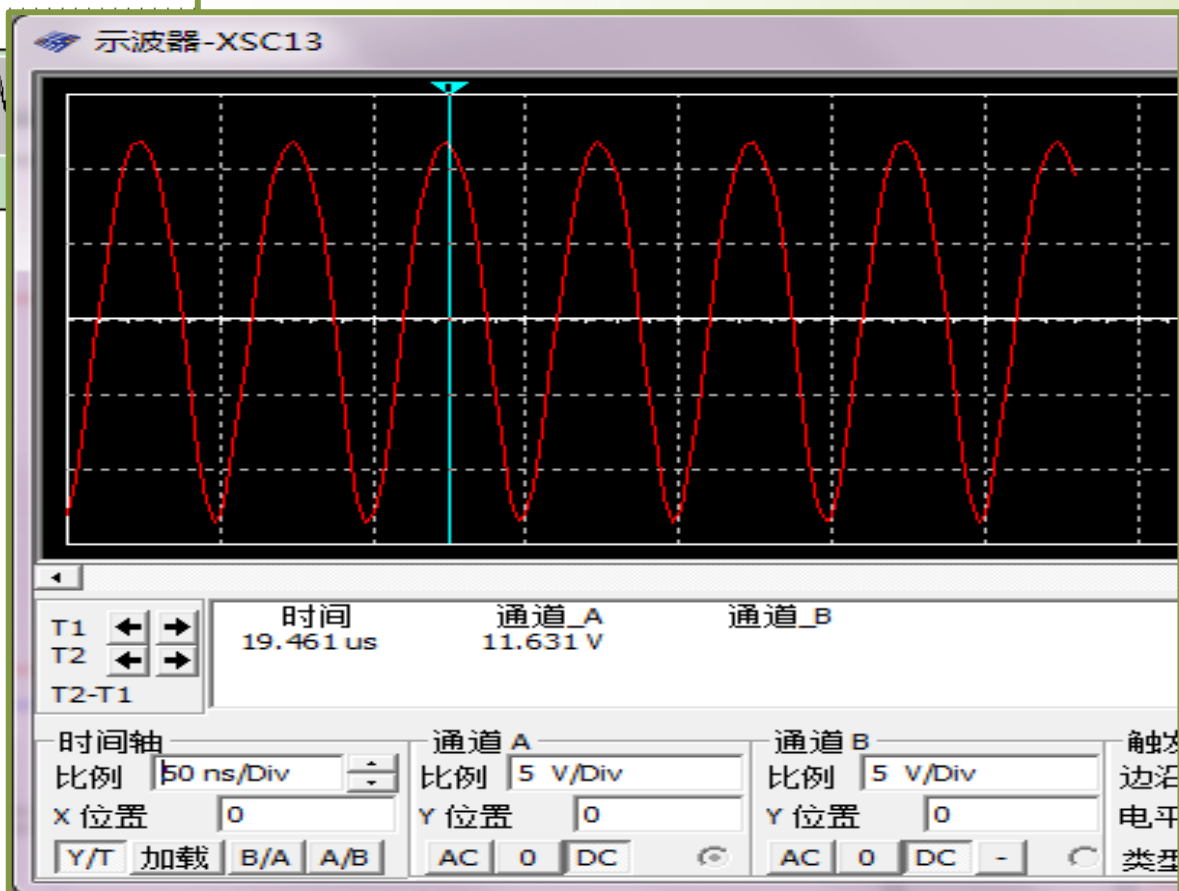 示波器-XSC13
时间 通道_A 通道_B
T1 19.461 us 11.631 V
T2
T2-T1
时间轴 通道 A 通道 B
比例 50 ns/Div 比例 5 V/Div 比例 5 V/Div 边沿
X 位置 0 Y 位置 0 Y 位置 0 电平
Y/T 加载 B/A A/B AC 0 DC AC 0 DC - 类型